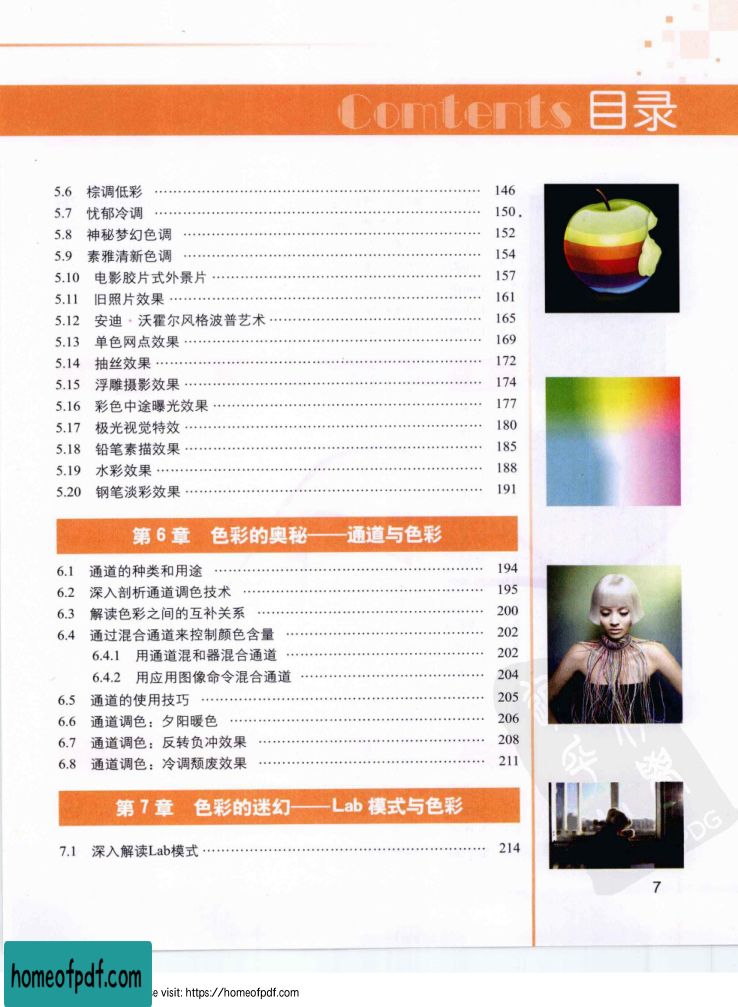 Comtents 目录
5.6 棕调低彩 ………………………………………………………… 146
5.7 忧郁冷调 ………………………………………………………… 150
5.8 神秘梦幻色调 …………………………………………………… 152
5.9 素雅清新色调 …………………………………………………… 154
5.10 电影胶片式外景片 ……………………………………………… 157
5.11 旧照片效果 ……………………………………………………… 161
5.12 安迪·沃霍尔风格波普艺术 …………………………………… 165
5.13 单色网点效果 …………………………………………………… 169
5.14 抽丝效果 ………………………………………………………… 172
5.15 浮雕摄影效果 …………………………………………………… 174
5.16 彩色中途曝光效果 ……………………………………………… 177
5.17 极光视觉特效 …………………………………………………… 180
5.18 铅笔素描效果 …………………………………………………… 185
5.19 水彩效果 ………………………………………………………… 188
5.20 钢笔淡彩效果 …………………………………………………… 191
第6章 色彩的奥秘——通道与色彩
6.1 通道的种类和用途 ……………………………………………… 194
6.2 深入剖析通道调色技术 ………………………………………… 195
6.3 解读色彩之间的互补关系 ……………………………………… 200
6.4 通过混合通道来控制颜色含量 ………………………………… 202
6.4.1 用通道混和器混合通道 ……………………………………… 202
6.4.2 用应用图像命令混合通道 …………………………………… 204
6.5 通道的使用技巧 ………………………………………………… 205
6.6 通道调色：夕阳暖色 …………………………………………… 206
6.7 通道调色：反转负冲效果 ……………………………………… 208
6.8 通道调色：冷调颓废效果 ……………………………………… 211
第7章 色彩的迷幻——Lab 模式与色彩
7.1 深入解读Lab模式 ……………………………………………… 214
7
homeofpdf.com
se visit: https://homeofpdf.com